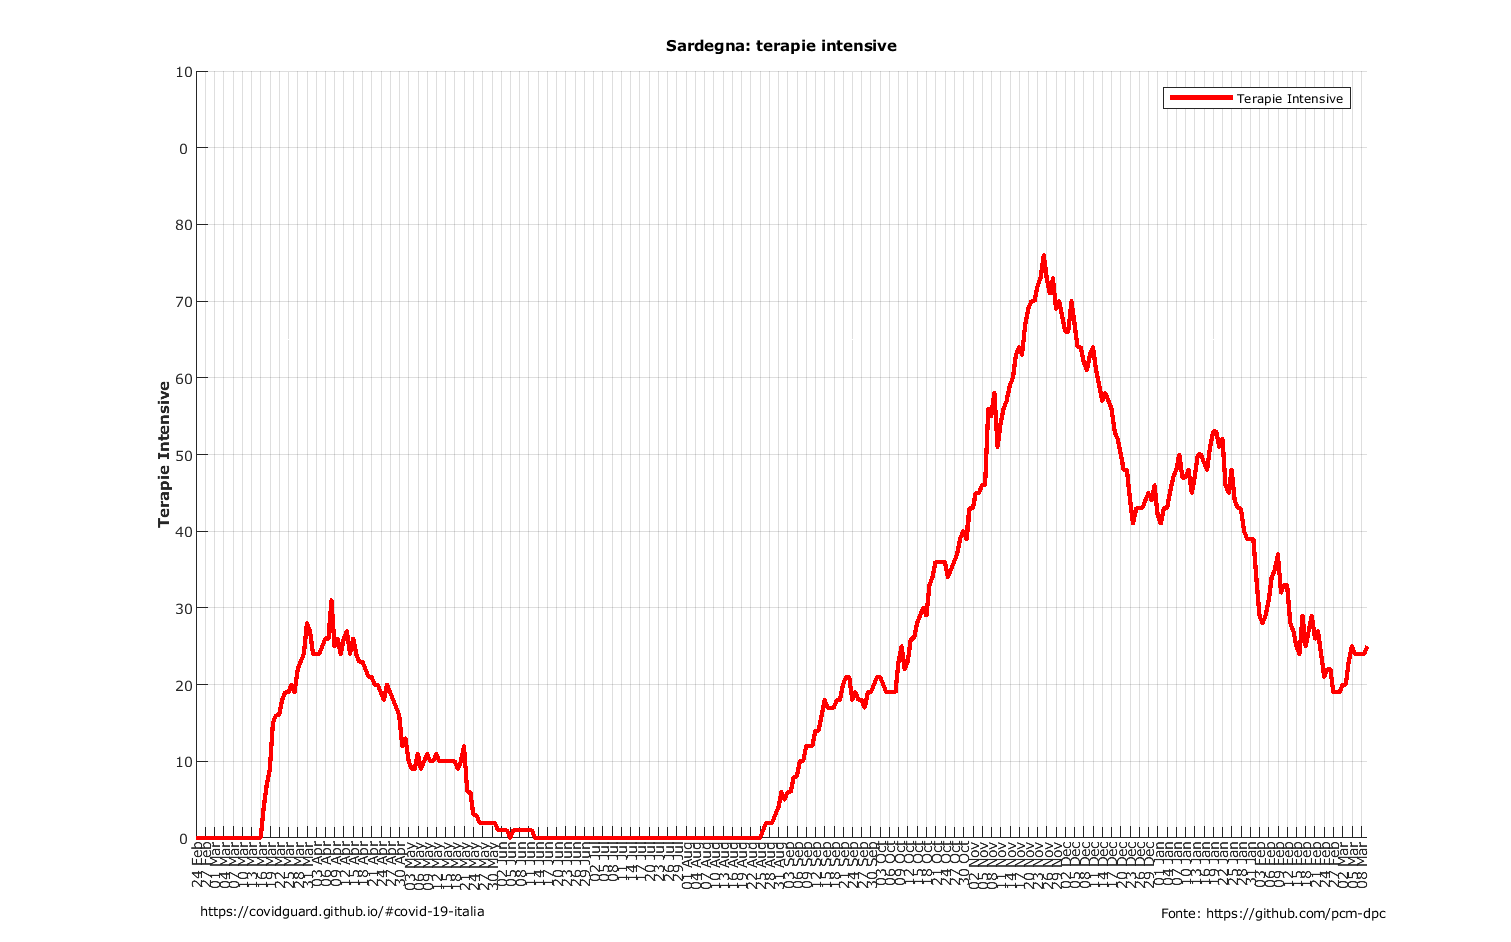 Sardegna: terapie intensive
Terapie Intensive
Terapie Intensive
10
0
80
70
60
50
40
30
20
10
0
24 Feb
27 Feb
01 Mar
04 Mar
07 Mar
10 Mar
13 Mar
16 Mar
19 Mar
22 Mar
25 Mar
28 Mar
31 Mar
03 Apr
06 Apr
09 Apr
12 Apr
15 Apr
18 Apr
21 Apr
24 Apr
27 Apr
30 Apr
03 May
06 May
09 May
12 May
15 May
18 May
21 May
24 May
27 May
30 May
02 Jun
05 Jun
08 Jun
11 Jun
14 Jun
17 Jun
20 Jun
23 Jun
26 Jun
29 Jun
02 Jul
05 Jul
08 Jul
11 Jul
14 Jul
17 Jul
20 Jul
23 Jul
26 Jul
29 Jul
01 Aug
04 Aug
07 Aug
10 Aug
13 Aug
16 Aug
19 Aug
22 Aug
25 Aug
28 Aug
31 Aug
03 Sep
06 Sep
09 Sep
12 Sep
15 Sep
18 Sep
21 Sep
24 Sep
27 Sep
30 Sep
03 Oct
06 Oct
09 Oct
12 Oct
15 Oct
18 Oct
21 Oct
24 Oct
27 Oct
30 Oct
02 Nov
05 Nov
08 Nov
11 Nov
14 Nov
17 Nov
20 Nov
23 Nov
26 Nov
29 Nov
02 Dec
05 Dec
08 Dec
11 Dec
14 Dec
17 Dec
20 Dec
23 Dec
26 Dec
29 Dec
01 Jan
04 Jan
07 Jan
10 Jan
13 Jan
16 Jan
19 Jan
22 Jan
25 Jan
28 Jan
31 Jan
03 Feb
06 Feb
09 Feb
12 Feb
15 Feb
18 Feb
21 Feb
24 Feb
27 Feb
02 Mar
05 Mar
08 Mar
https://covidguard.github.io/#covid-19-italia
Fonte: https://github.com/pcm-dpc